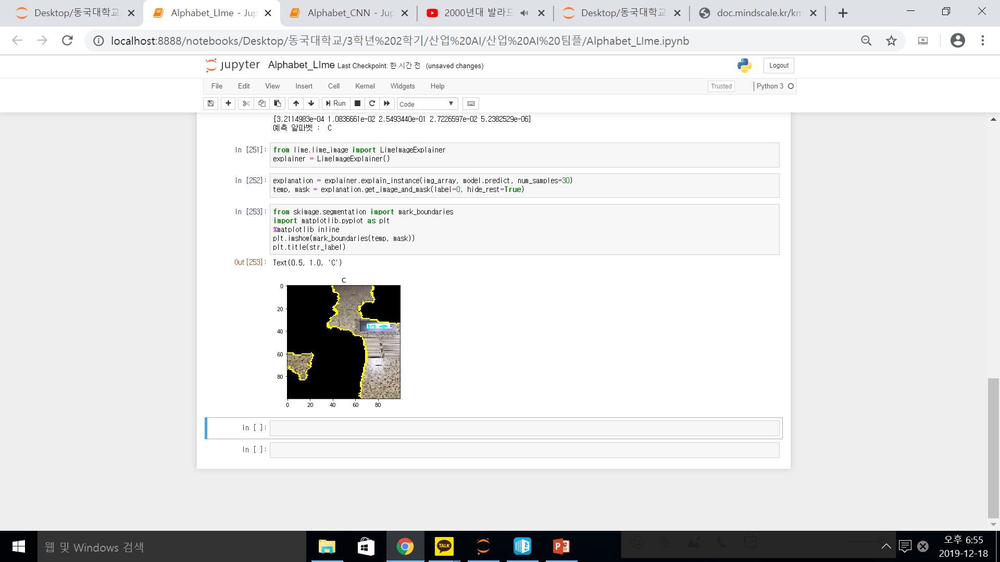 Desktop/동국대학교/
Alphabet_LIme - Jup
Alphabet_CNN - Jup
2000년대 발라드
Desktop/동국대학교
doc.mindscale.kr/km
localhost:8888/notebooks/Desktop/동국대학교/3학년%202학기/산업%20AI/산업%20AI%20팀플/Alphabet_LIme.ipynb
jupyter Alphabet_LIme Last Checkpoint: 한 시간 전 (unsaved changes)
Logout
File Edit View Insert Cell Kernel Widgets Help
Trusted
Python 3
Run
Code
[3.2114983e-04 1.0836661e-02 2.5493440e-01 2.7226597e-02 5.2382529e-06]
예측 알파벳 : C
In [251]:
from lime.lime_image import LimeImageExplainer
explainer = LimeImageExplainer()
In [252]:
explanation = explainer.explain_instance(img_array, model.predict, num_samples=30)
temp, mask = explanation.get_image_and_mask(label=0, hide_rest=True)
In [253]:
from skimage.segmentation import mark_boundaries
import matplotlib.pyplot as plt
%matplotlib inline
plt.imshow(mark_boundaries(temp, mask))
plt.title(str_label)
Out[253]:
Text(0.5, 1.0, 'C')
C
0
20
40
60
80
0 20 40 60 80
In [ ]:
In [ ]:
웹 및 Windows 검색
TALK
오후 6:55
2019-12-18